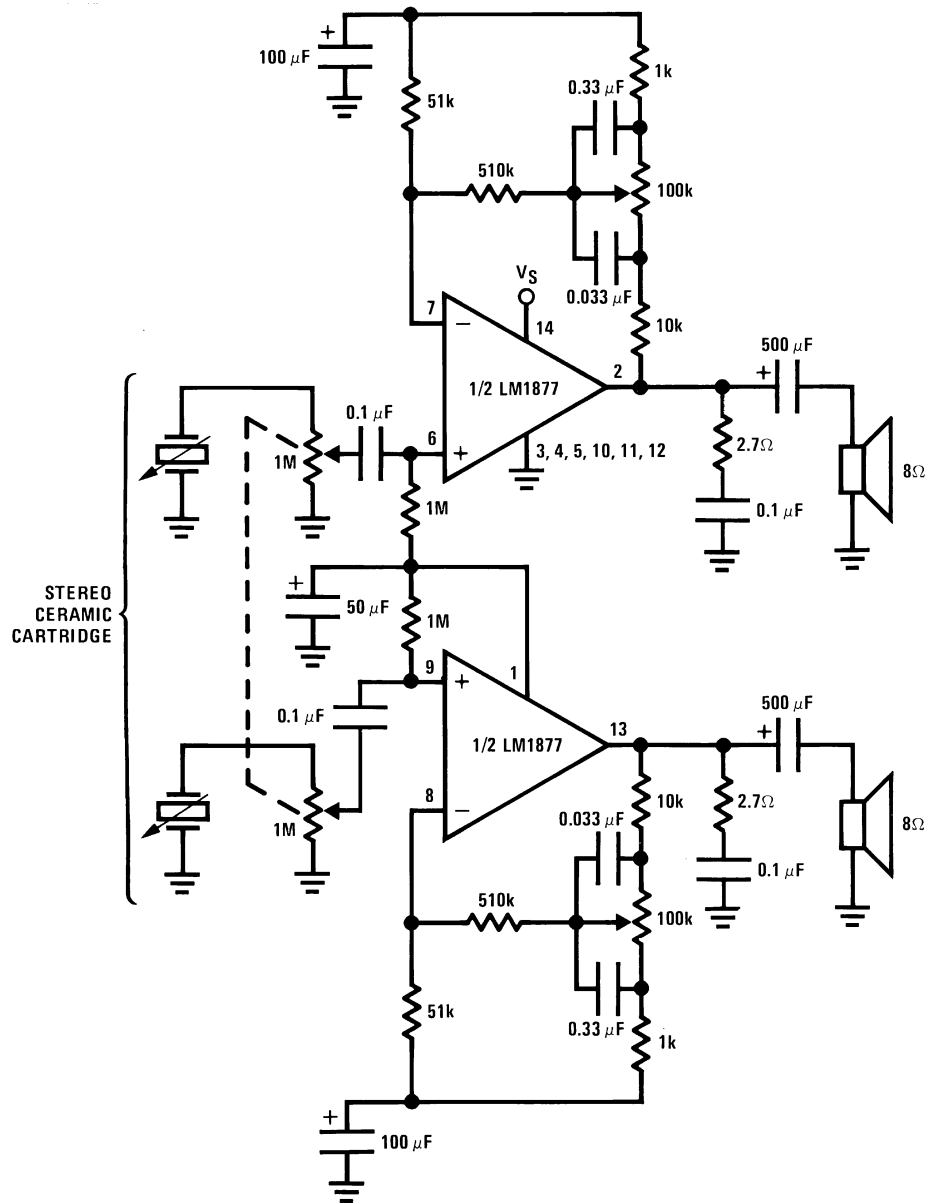 100 μF
+
51k
1k
0.33 μF
510k
100k
0.033 μF
10k
VS
14
7
−
1/2 LM1877
2
500 μF
+
6
+
3, 4, 5, 10, 11, 12
0.1 μF
1M
1M
2.7Ω
0.1 μF
8Ω
STEREO
CERAMIC
CARTRIDGE
+
50 μF
1M
9
+
1
0.1 μF
1/2 LM1877
13
500 μF
+
8
−
1M
10k
2.7Ω
0.033 μF
0.1 μF
8Ω
510k
100k
51k
0.33 μF
1k
+
100 μF